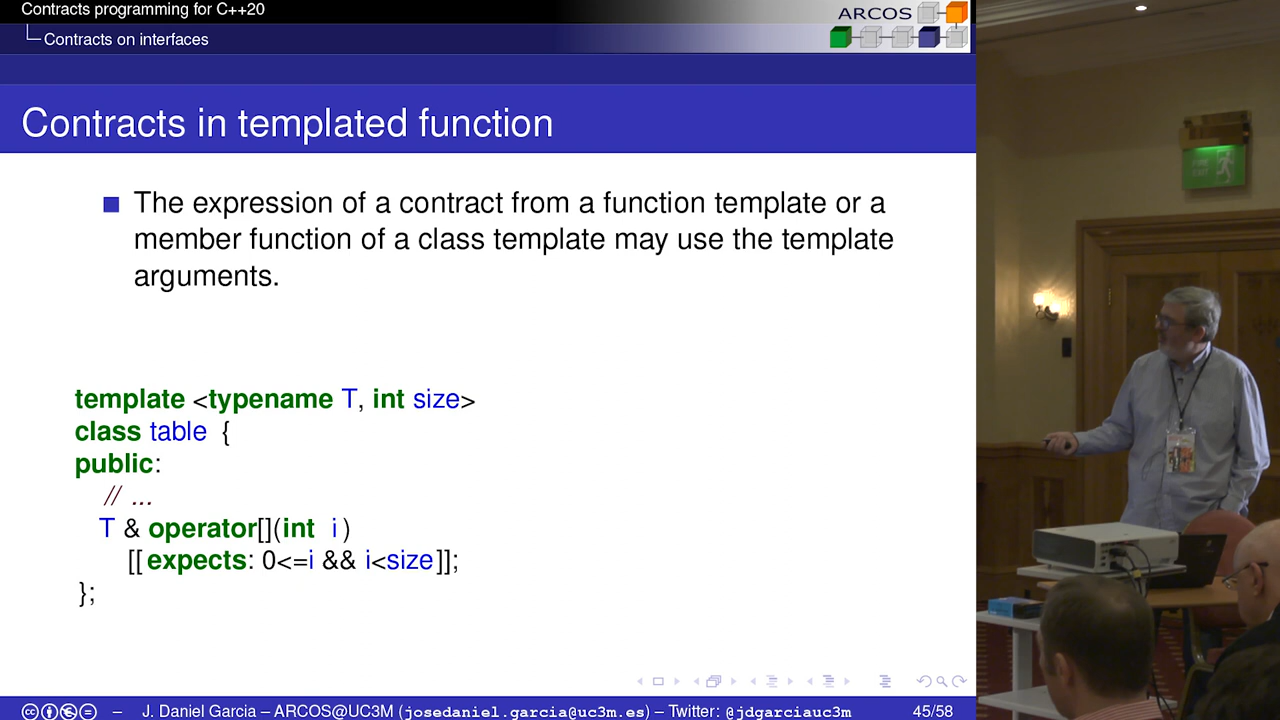 Contracts programming for C++20
Contracts on interfaces
ARCOS
Contracts in templated function
The expression of a contract from a function template or a
member function of a class template may use the template
arguments.
template <typename T, int size>
class table {
public:
// ...
T & operator[](int i)
[[expects: 0<=i && i<size]];
};
– J. Daniel Garcia – ARCOS@UC3M (josedaniel.garcia@uc3m.es) – Twitter: @jdgarciauc3m 45/58